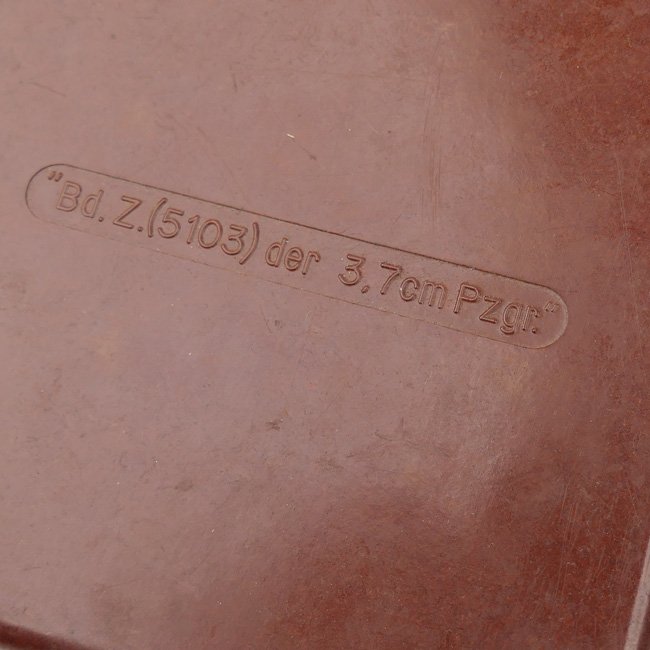 "Bd. Z.(5103) der 3,7cm Pzgr."